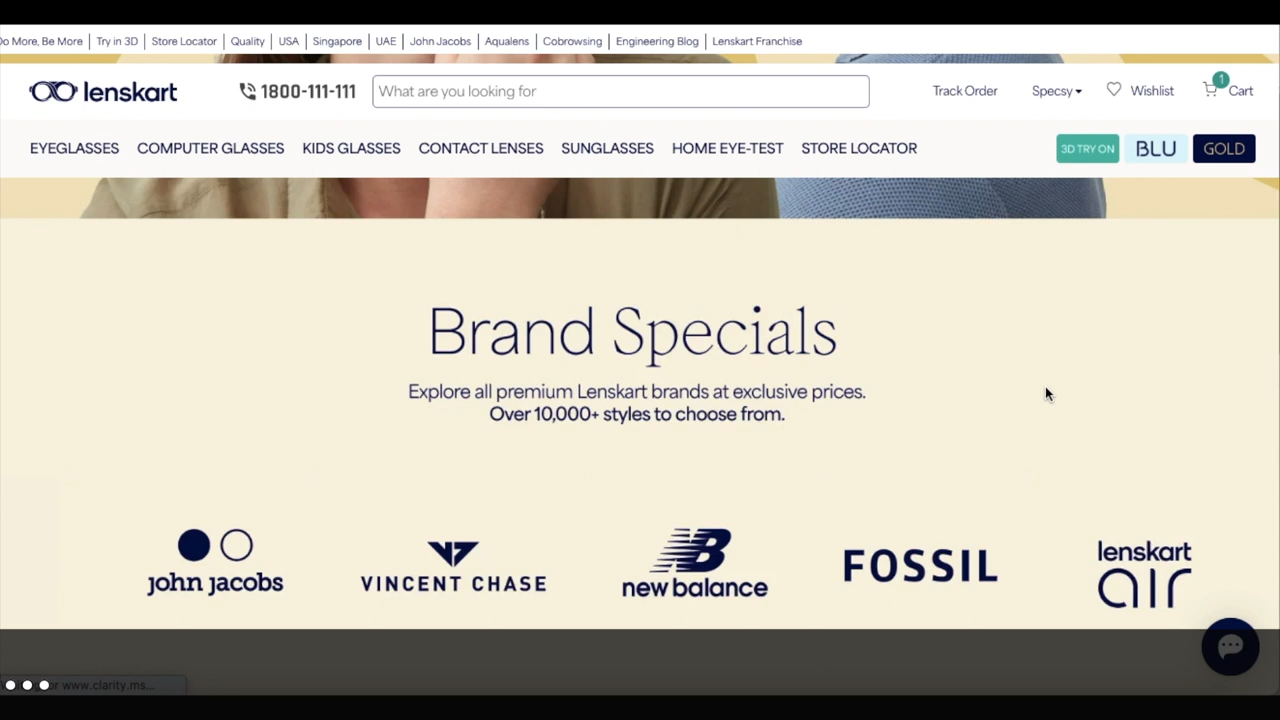 Do More, Be More | Try in 3D | Store Locator | Quality | USA | Singapore | UAE | John Jacobs | Aqualens | Cobrowsing | Engineering Blog | Lenskart Franchise
lenskart 1800-111-111 What are you looking for Track Order Specsy Wishlist 1 Cart
EYEGLASSES COMPUTER GLASSES KIDS GLASSES CONTACT LENSES SUNGLASSES HOME EYE-TEST STORE LOCATOR 3D TRY ON BLU GOLD
Brand Specials
Explore all premium Lenskart brands at exclusive prices.
Over 10,000+ styles to choose from.
john jacobs VINCENT CHASE new balance FOSSIL lenskart air
www.clarity.ms...